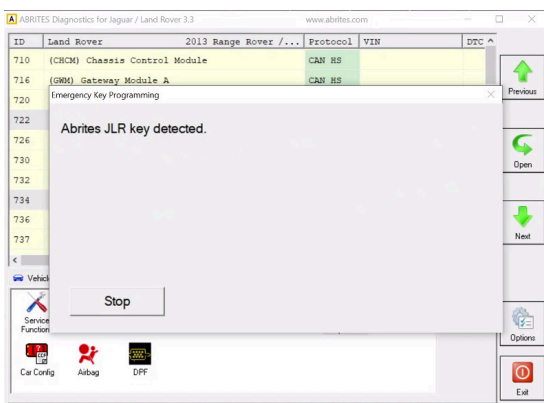 A ABRITES Diagnostics for Jaguar / Land Rover 3.3 www.abrites.com
ID Land Rover 2013 Range Rover /... Protocol VIN DTC
710 (CHCM) Chassis Control Module CAN HS
716 (GWM) Gateway Module A CAN HS
720
722
726
730
732
734
736
737
Emergency Key Programming
Abrites JLR key detected.
Stop
Previous
Open
Next
Options
Exit
Vehicl
Service
Function
Car Config
Airbag
DPF